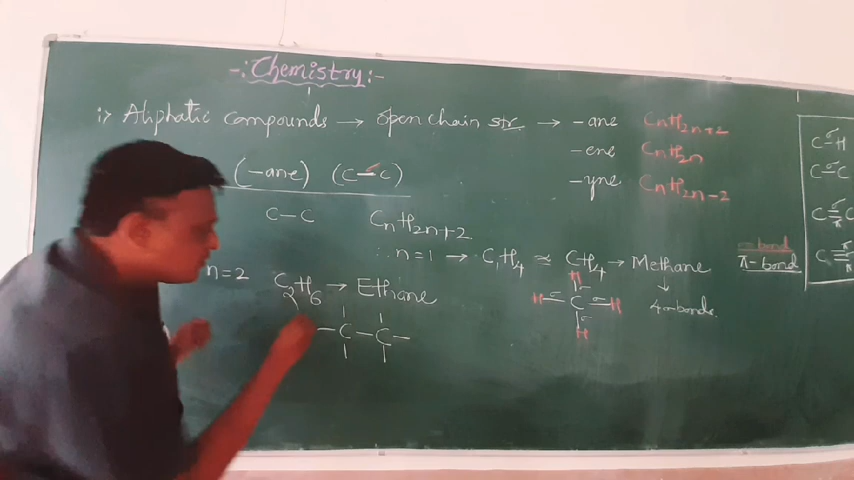 -: Chemistry :-
i> Aliphatic compounds → open chain str → -ane CnH2n+2
-ene CnH2n
-yne CnH2n-2
(-ane) (C-C)
C-C CnH2n+2
∴ n=1 → C1H4 ≈ CH4 → Methane
n=2 C2H6 → Ethane
H
H-C-H
H
4σ-bonds.
-C-C-
σ-bond
π-bond
C-H
C-C
C=C
C≡